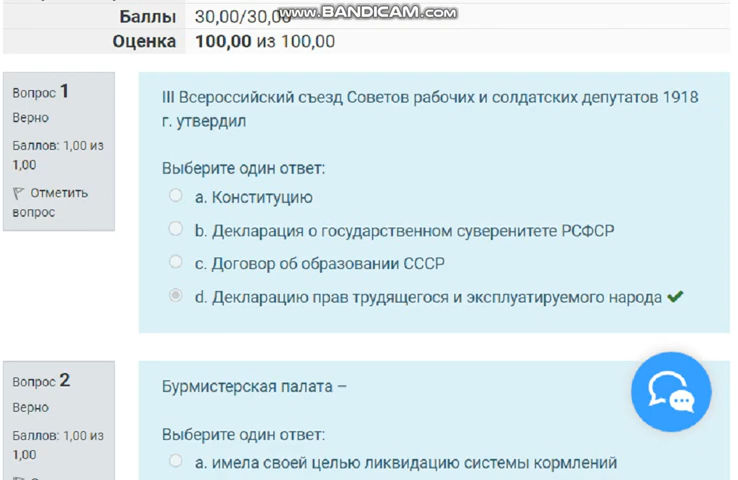 Баллы 30,00/30,00
www.BANDICAM.com
Оценка 100,00 из 100,00
Вопрос 1
Верно
Баллов: 1,00 из
1,00
Отметить
вопрос
III Всероссийский съезд Советов рабочих и солдатских депутатов 1918
г. утвердил
Выберите один ответ:
a. Конституцию
b. Декларация о государственном суверенитете РСФСР
c. Договор об образовании СССР
d. Декларацию прав трудящегося и эксплуатируемого народа
Вопрос 2
Верно
Баллов: 1,00 из
1,00
Бурмистерская палата –
Выберите один ответ:
a. имела своей целью ликвидацию системы кормлений